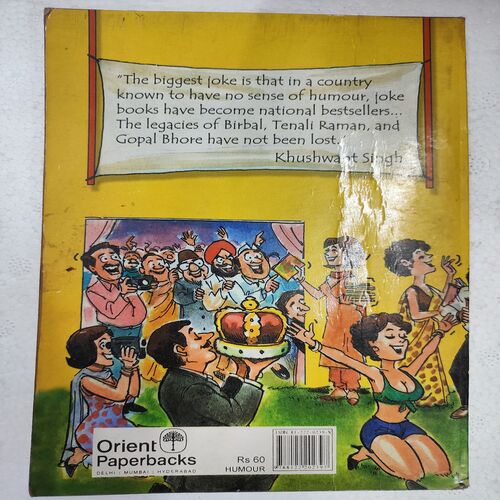 "The biggest joke is that in a country
known to have no sense of humour, joke
books have become national bestsellers...
The legacies of Birbal, Tenali Raman, and
Gopal Bhore have not been lost.
Khushwant Singh
Orient
Paperbacks
DELHI | MUMBAI | HYDERABAD
Rs 60
HUMOUR